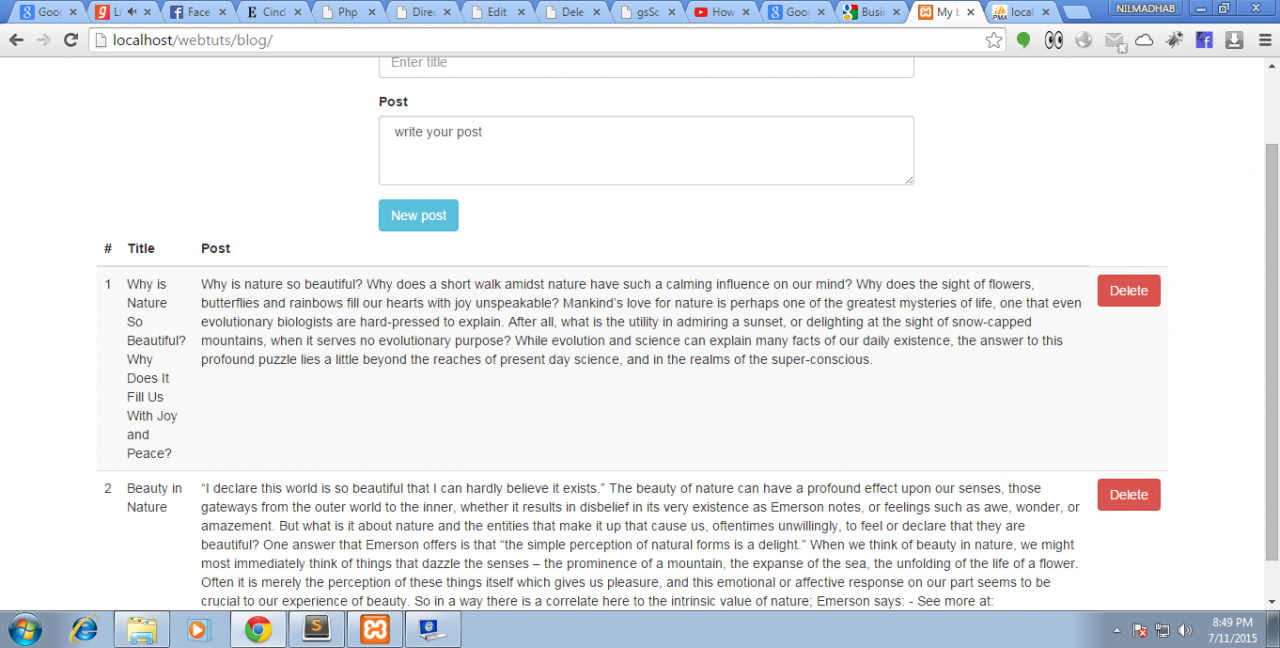 Goo
Li
Face
Cind
Php
Direc
Edit
Dele
gsSc
How
Goo
Busi
My b
local
NILMADHAB
localhost/webtuts/blog/
Enter title
Post
write your post
New post
# Title Post
1 Why is Nature So Beautiful? Why Does It Fill Us With Joy and Peace?
Why is nature so beautiful? Why does a short walk amidst nature have such a calming influence on our mind? Why does the sight of flowers,
butterflies and rainbows fill our heart with joy unspeakable? Mankind's love for nature is perhaps one of the greatest mysteries of life, one that even
evolutionary biologists are hard-pressed to explain. After all, what is the utility in admiring a sunset, or delighting at the sight of snow-capped
mountains, when it serves no evolutionary purpose? While evolution and science can explain many facts of our daily existence, the answer to this
profound puzzle lies a little beyond the reaches of present day science, and in the realms of the super-conscious.
Delete
2 Beauty in Nature
“I declare this world is so beautiful that I can hardly believe it exists.” The beauty of nature can have a profound effect upon our senses, those
gateways from the outer world to the inner, whether it results in disbelief in its very existence as Emerson notes, or feelings such as awe, wonder, or
amazement. But what is it about nature and the entities that make it up that cause us, oftentimes unwillingly, to feel or declare that they are
beautiful? One answer that Emerson offers is that “the simple perception of natural forms is a delight.” When we think of beauty in nature, we might
most immediately think of things that dazzle the senses – the prominence of a mountain, the expanse of the sea, the unfolding of the life of a flower.
Often it is merely the perception of these things itself which gives us pleasure, and this emotional or affective response on our part seems to be
crucial to our experience of beauty. So in a way there is a correlate here to the intrinsic value of nature; Emerson says: - See more at:
Delete
8:49 PM
7/11/2015